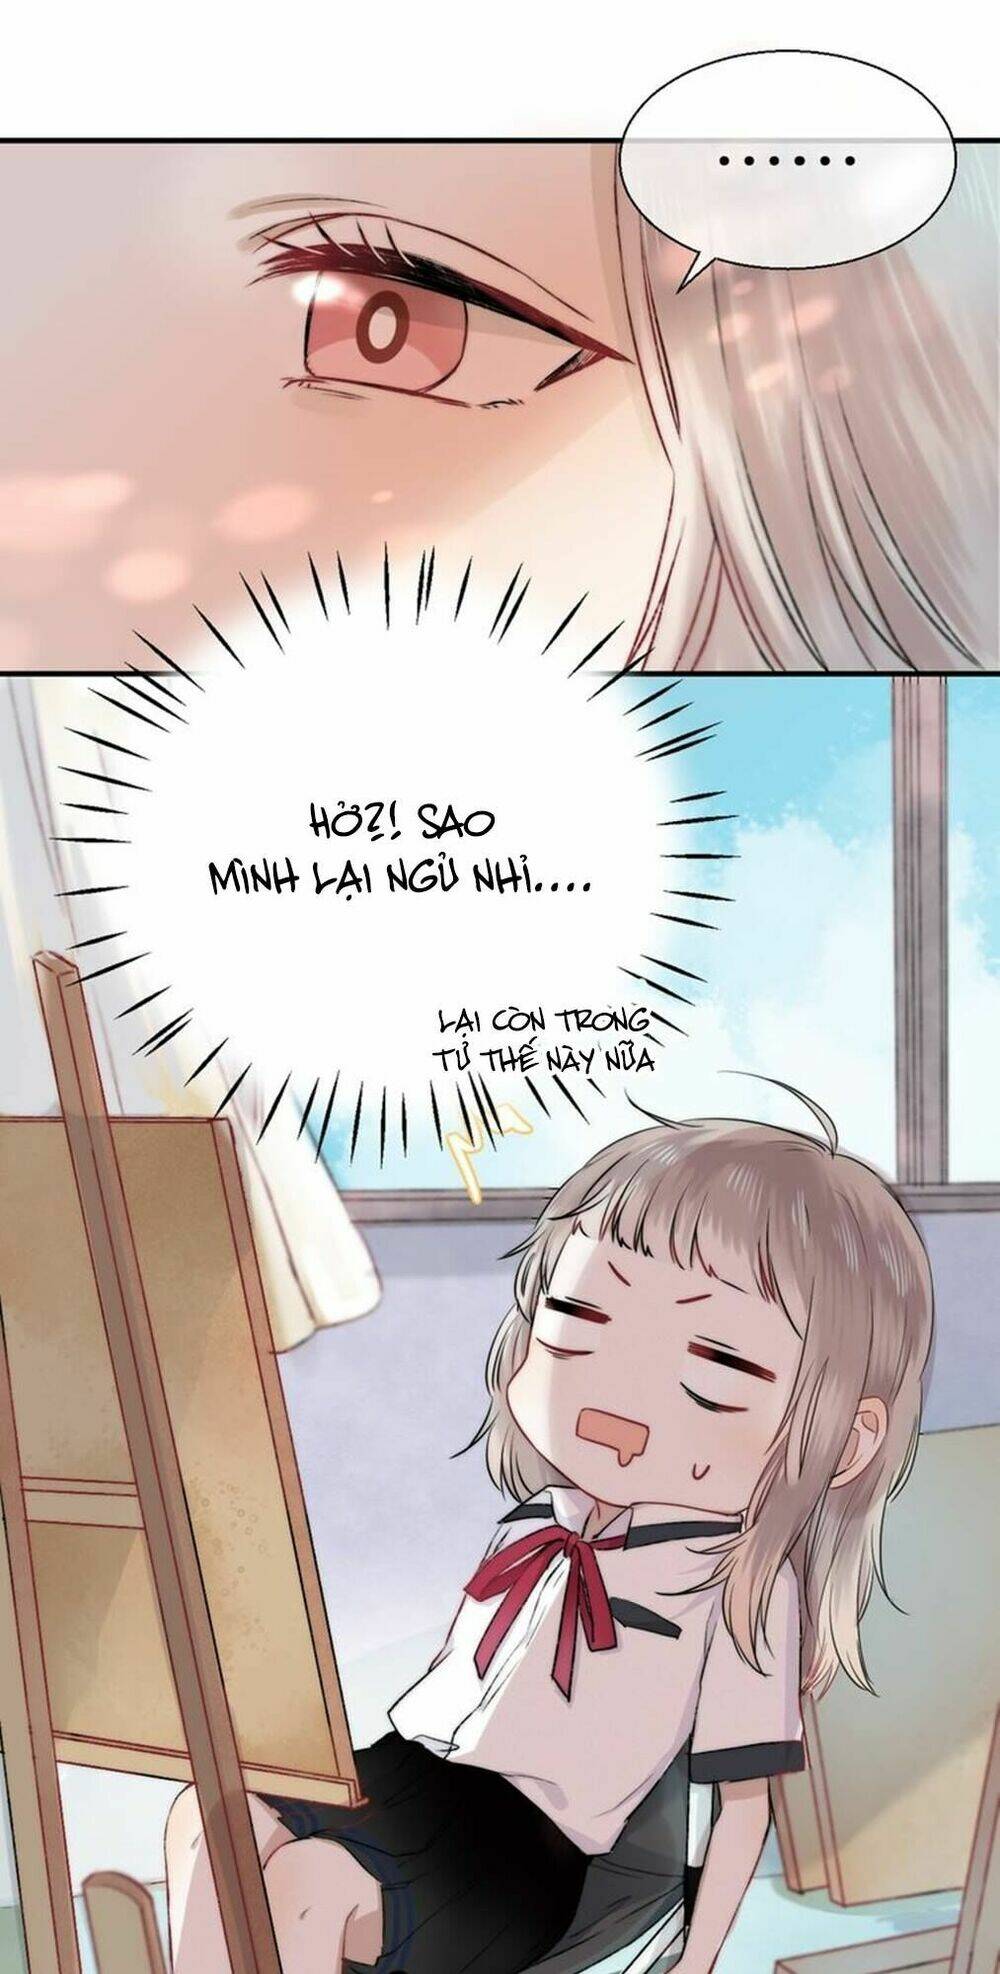 ......
HỞ?! SAO
MÌNH LẠI NGỦ NHỈ....
LẠI CÒN TRONG
TƯ THẾ NÀY NỮA